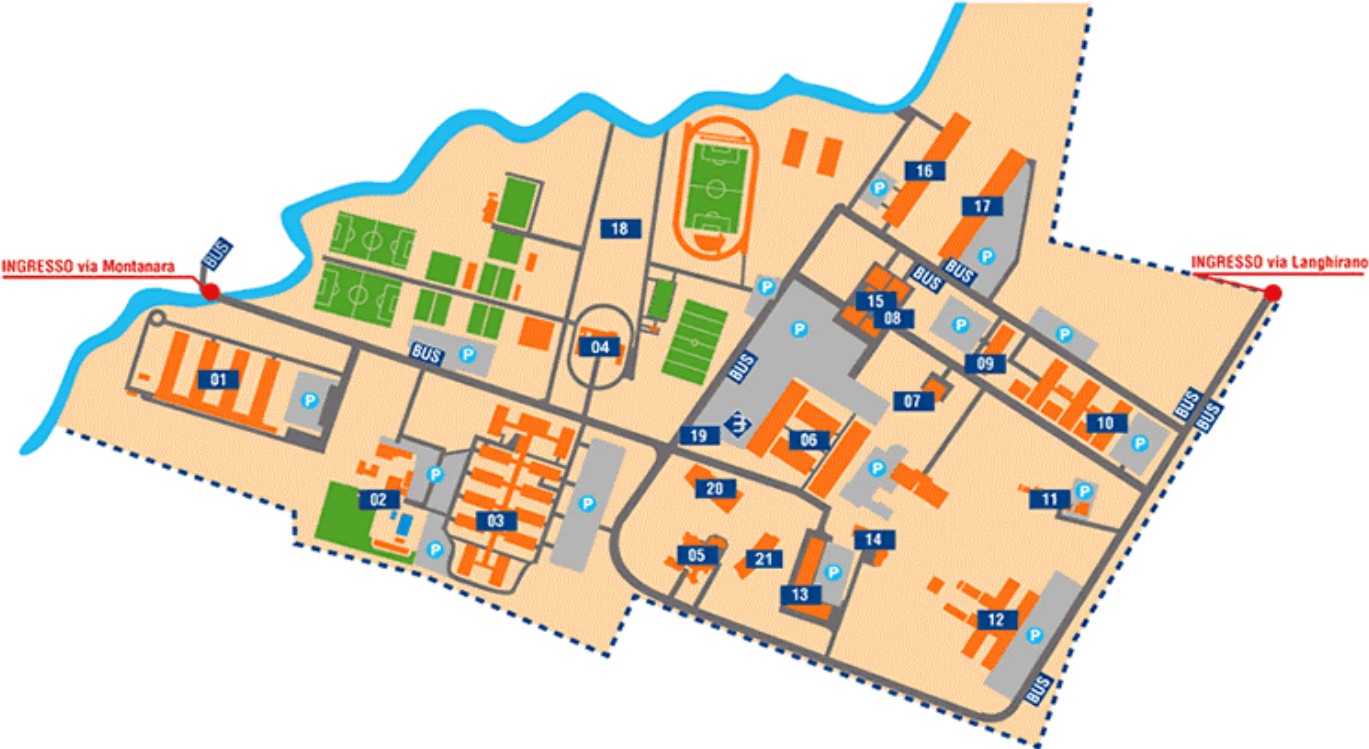 16
P
17
18
BUS
INGRESSO via Montanara
P
INGRESSO via Langhirano
BUS
BUS
P
15
08
P
P
P
04
BUS
P
09
BUS
01
P
07
BUS
BUS
10
P
19
06
P
P
02
20
P
11
P
03
14
P
05
21
P
13
12
P
BUS